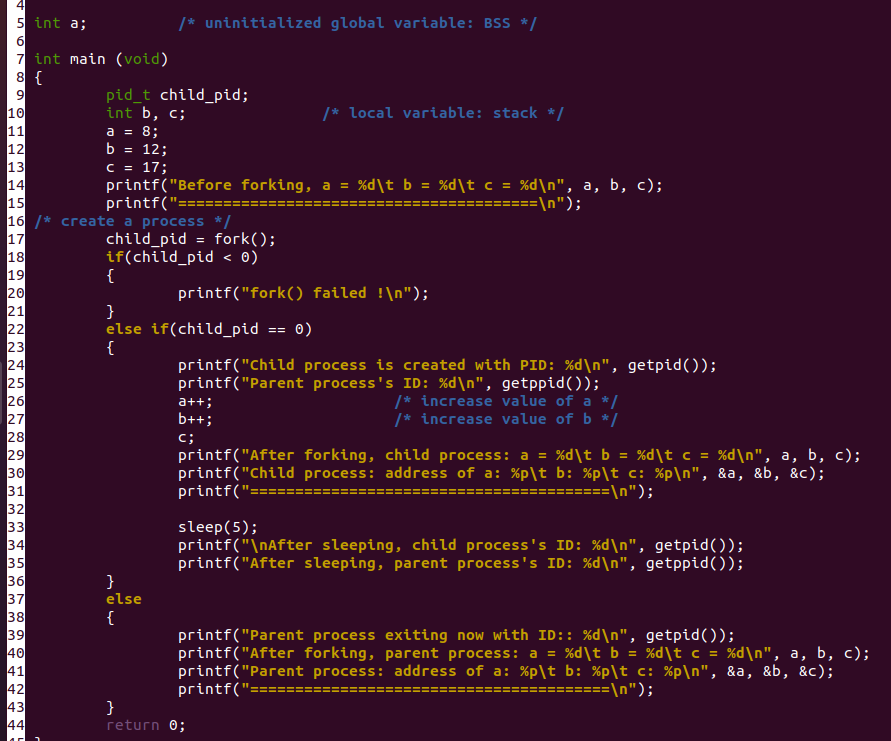 4
5 int a;          /* uninitialized global variable: BSS */
6
7 int main (void)
8 {
9         pid_t child_pid;
10         int b, c;               /* local variable: stack */
11         a = 8;
12         b = 12;
13         c = 17;
14         printf("Before forking, a = %d\t b = %d\t c = %d\n", a, b, c);
15         printf("========================================\n");
16 /* create a process */
17         child_pid = fork();
18         if(child_pid < 0)
19         {
20                 printf("fork() failed !\n");
21         }
22         else if(child_pid == 0)
23         {
24                 printf("Child process is created with PID: %d\n", getpid());
25                 printf("Parent process's ID: %d\n", getppid());
26                 a++;                    /* increase value of a */
27                 b++;                    /* increase value of b */
28                 c;
29                 printf("After forking, child process: a = %d\t b = %d\t c = %d\n", a, b, c);
30                 printf("Child process: address of a: %p\t b: %p\t c: %p\n", &a, &b, &c);
31                 printf("========================================\n");
32
33                 sleep(5);
34                 printf("\nAfter sleeping, child process's ID: %d\n", getpid());
35                 printf("After sleeping, parent process's ID: %d\n", getppid());
36         }
37         else
38         {
39                 printf("Parent process exiting now with ID:: %d\n", getpid());
40                 printf("After forking, parent process: a = %d\t b = %d\t c = %d\n", a, b, c);
41                 printf("Parent process: address of a: %p\t b: %p\t c: %p\n", &a, &b, &c);
42                 printf("========================================\n");
43         }
44         return 0;